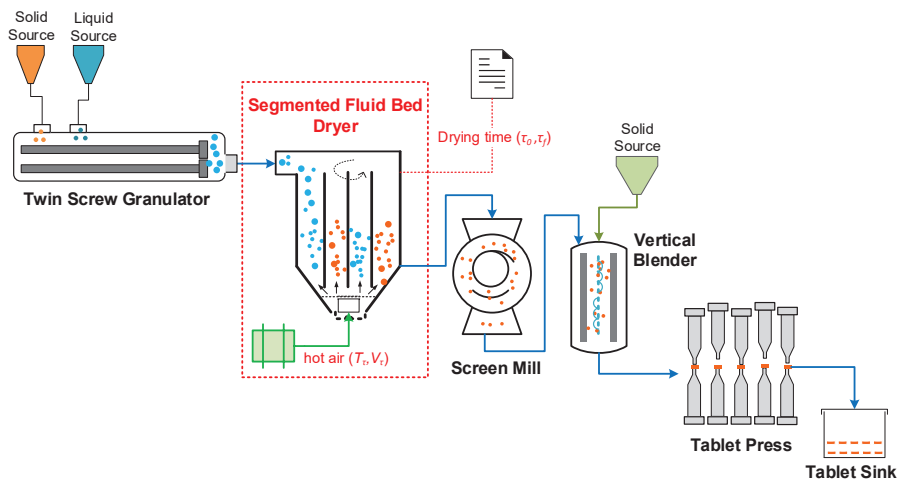 Solid
Source
Liquid
Source
Segmented Fluid Bed
Dryer
Drying time (τ₀,τf)
Solid
Source
Twin Screw Granulator
Vertical
Blender
hot air (Tτ,Vτ)
Screen Mill
Tablet Press
Tablet Sink